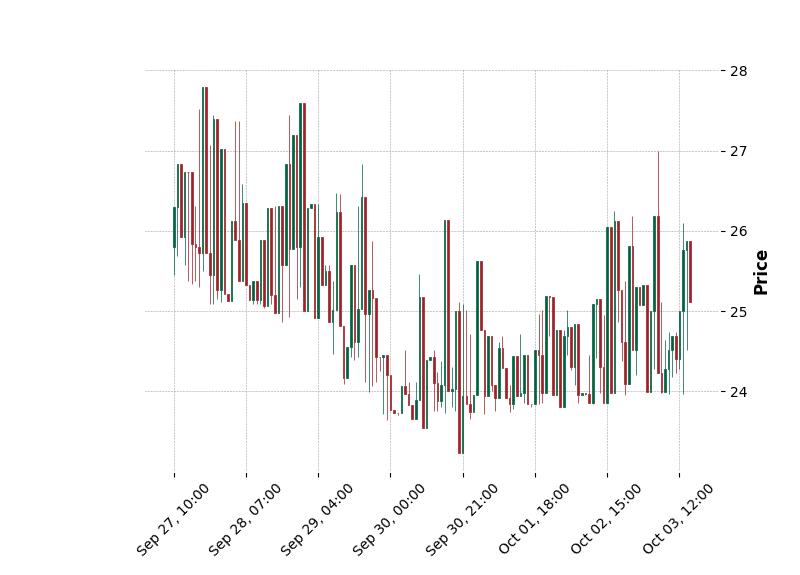 28
27
26
25
24
Price
Sep 27, 10:00
Sep 28, 07:00
Sep 29, 04:00
Sep 30, 00:00
Sep 30, 21:00
Oct 01, 18:00
Oct 02, 15:00
Oct 03, 12:00